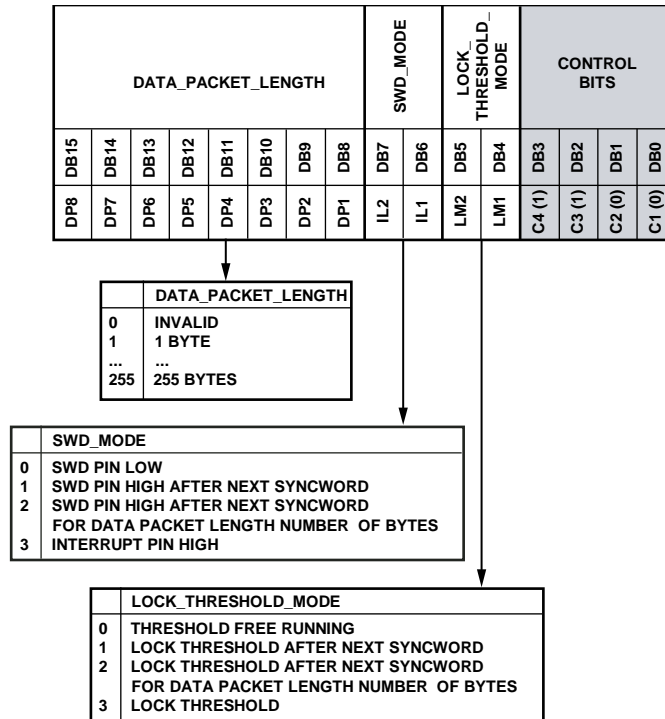 DATA_PACKET_LENGTH
SWD_MODE
LOCK_
THRESHOLD_
MODE
CONTROL
BITS
DB15 DB14 DB13 DB12 DB11 DB10 DB9 DB8 DB7 DB6 DB5 DB4 DB3 DB2 DB1 DB0
DP8 DP7 DP6 DP5 DP4 DP3 DP2 DP1 IL2 IL1 LM2 LM1 C4 (1) C3 (1) C2 (0) C1 (0)
DATA_PACKET_LENGTH
0 INVALID
1 1 BYTE
... ...
255 255 BYTES
SWD_MODE
0 SWD PIN LOW
1 SWD PIN HIGH AFTER NEXT SYNCWORD
2 SWD PIN HIGH AFTER NEXT SYNCWORD
FOR DATA PACKET LENGTH NUMBER OF BYTES
3 INTERRUPT PIN HIGH
LOCK_THRESHOLD_MODE
0 THRESHOLD FREE RUNNING
1 LOCK THRESHOLD AFTER NEXT SYNCWORD
2 LOCK THRESHOLD AFTER NEXT SYNCWORD
FOR DATA PACKET LENGTH NUMBER OF BYTES
3 LOCK THRESHOLD